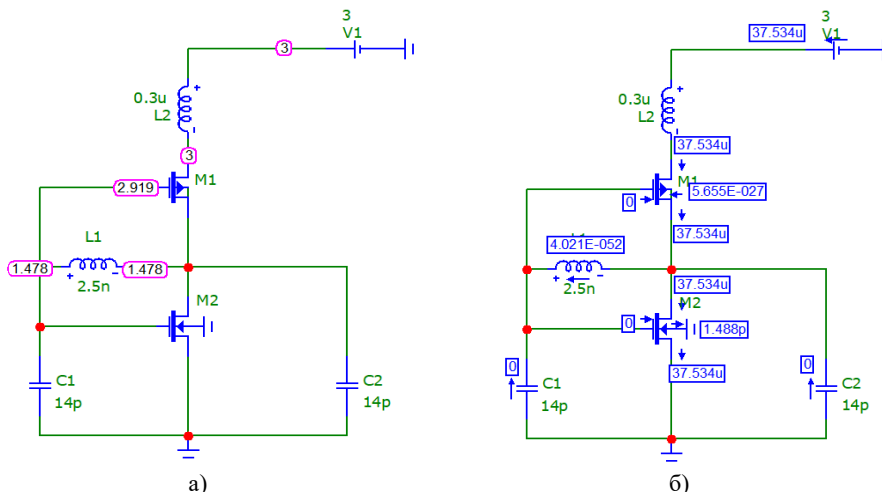 3
V1
3
0.3u
L2
3
M1
2.919
L1
1.478
1.478
2.5n
M2
C1
14p
C2
14p
а)
3
V1
37.534u
0.3u
L2
37.534u
M1
5.655E-027
0
37.534u
4.021E-052
2.5n
37.534u
M2
0
1.488p
0
37.534u
0
C1
14p
C2
14p
б)